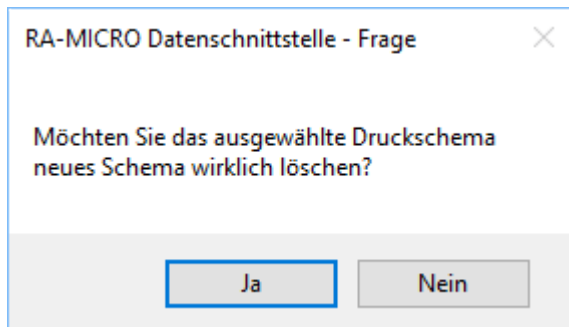 RA-MICRO Datenschnittstelle - Frage
Möchten Sie das ausgewählte Druckschema
neues Schema wirklich löschen?
Ja
Nein